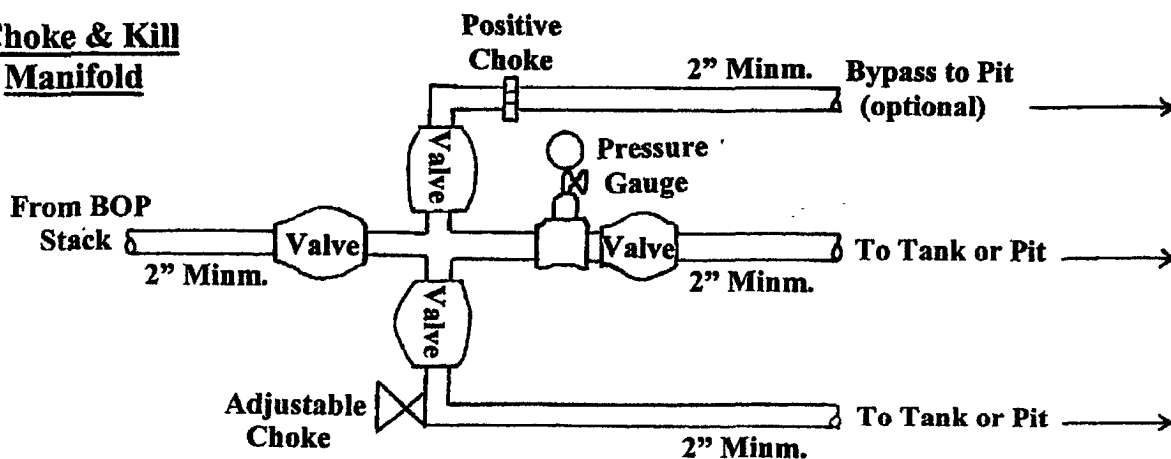 Choke & Kill
Manifold
Positive
Choke
2" Minm.
Bypass to Pit
(optional)
Valve
Pressure
Gauge
From BOP
Stack
2" Minm.
Valve
Valve
2" Minm.
To Tank or Pit
Valve
Adjustable
Choke
2" Minm.
To Tank or Pit